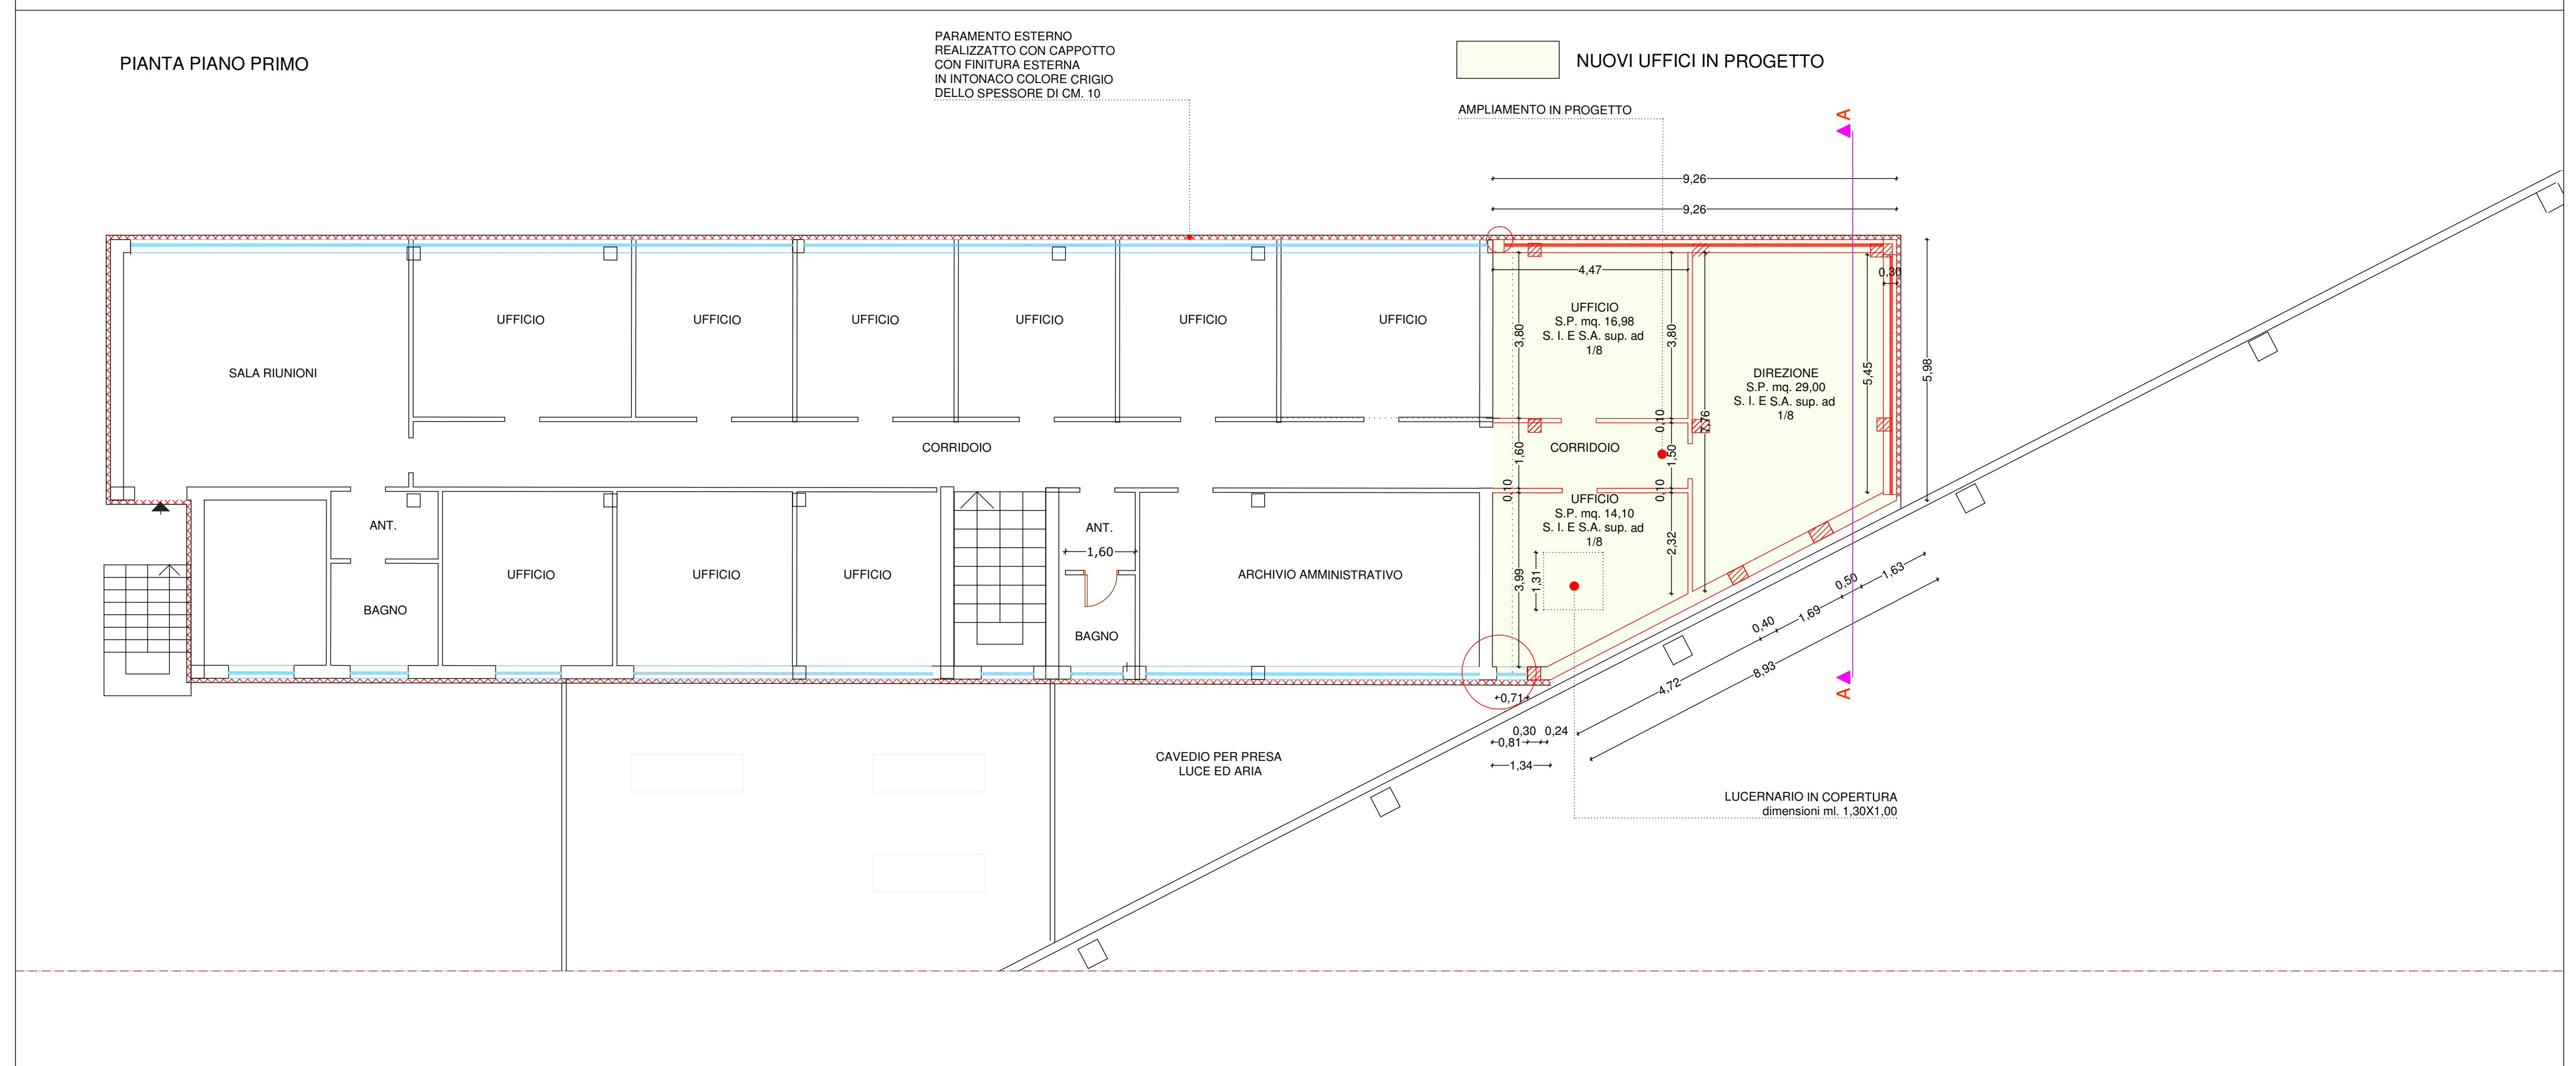 PIANTA PIANO PRIMO
PARAMENTO ESTERNO
REALIZZATTO CON CAPPOTTO
CON FINITURA ESTERNA
IN INTONACO COLORE CRIGIO
DELLO SPESSORE DI CM. 10
NUOVI UFFICI IN PROGETTO
AMPLIAMENTO IN PROGETTO
A
9,26
9,26
4,47
0,30
SALA RIUNIONI
UFFICIO
UFFICIO
UFFICIO
UFFICIO
UFFICIO
UFFICIO
3,80
UFFICIO
S.P. mq. 16,98
S. I. E S.A. sup. ad
1/8
3,80
DIREZIONE
S.P. mq. 29,00
S. I. E S.A. sup. ad
1/8
5,45
5,98
7,76
0,10
CORRIDOIO
1,60
CORRIDOIO
1,50
0,10
0,10
ANT.
ANT.
1,60
UFFICIO
S.P. mq. 14,10
S. I. E S.A. sup. ad
1/8
2,32
3,99
1,31
BAGNO
UFFICIO
UFFICIO
UFFICIO
BAGNO
ARCHIVIO AMMINISTRATIVO
1,63
0,50
1,69
0,40
4,72
8,93
A
0,71
0,30
0,24
0,81
1,34
CAVEDIO PER PRESA
LUCE ED ARIA
LUCERNARIO IN COPERTURA
dimensioni ml. 1,30X1,00